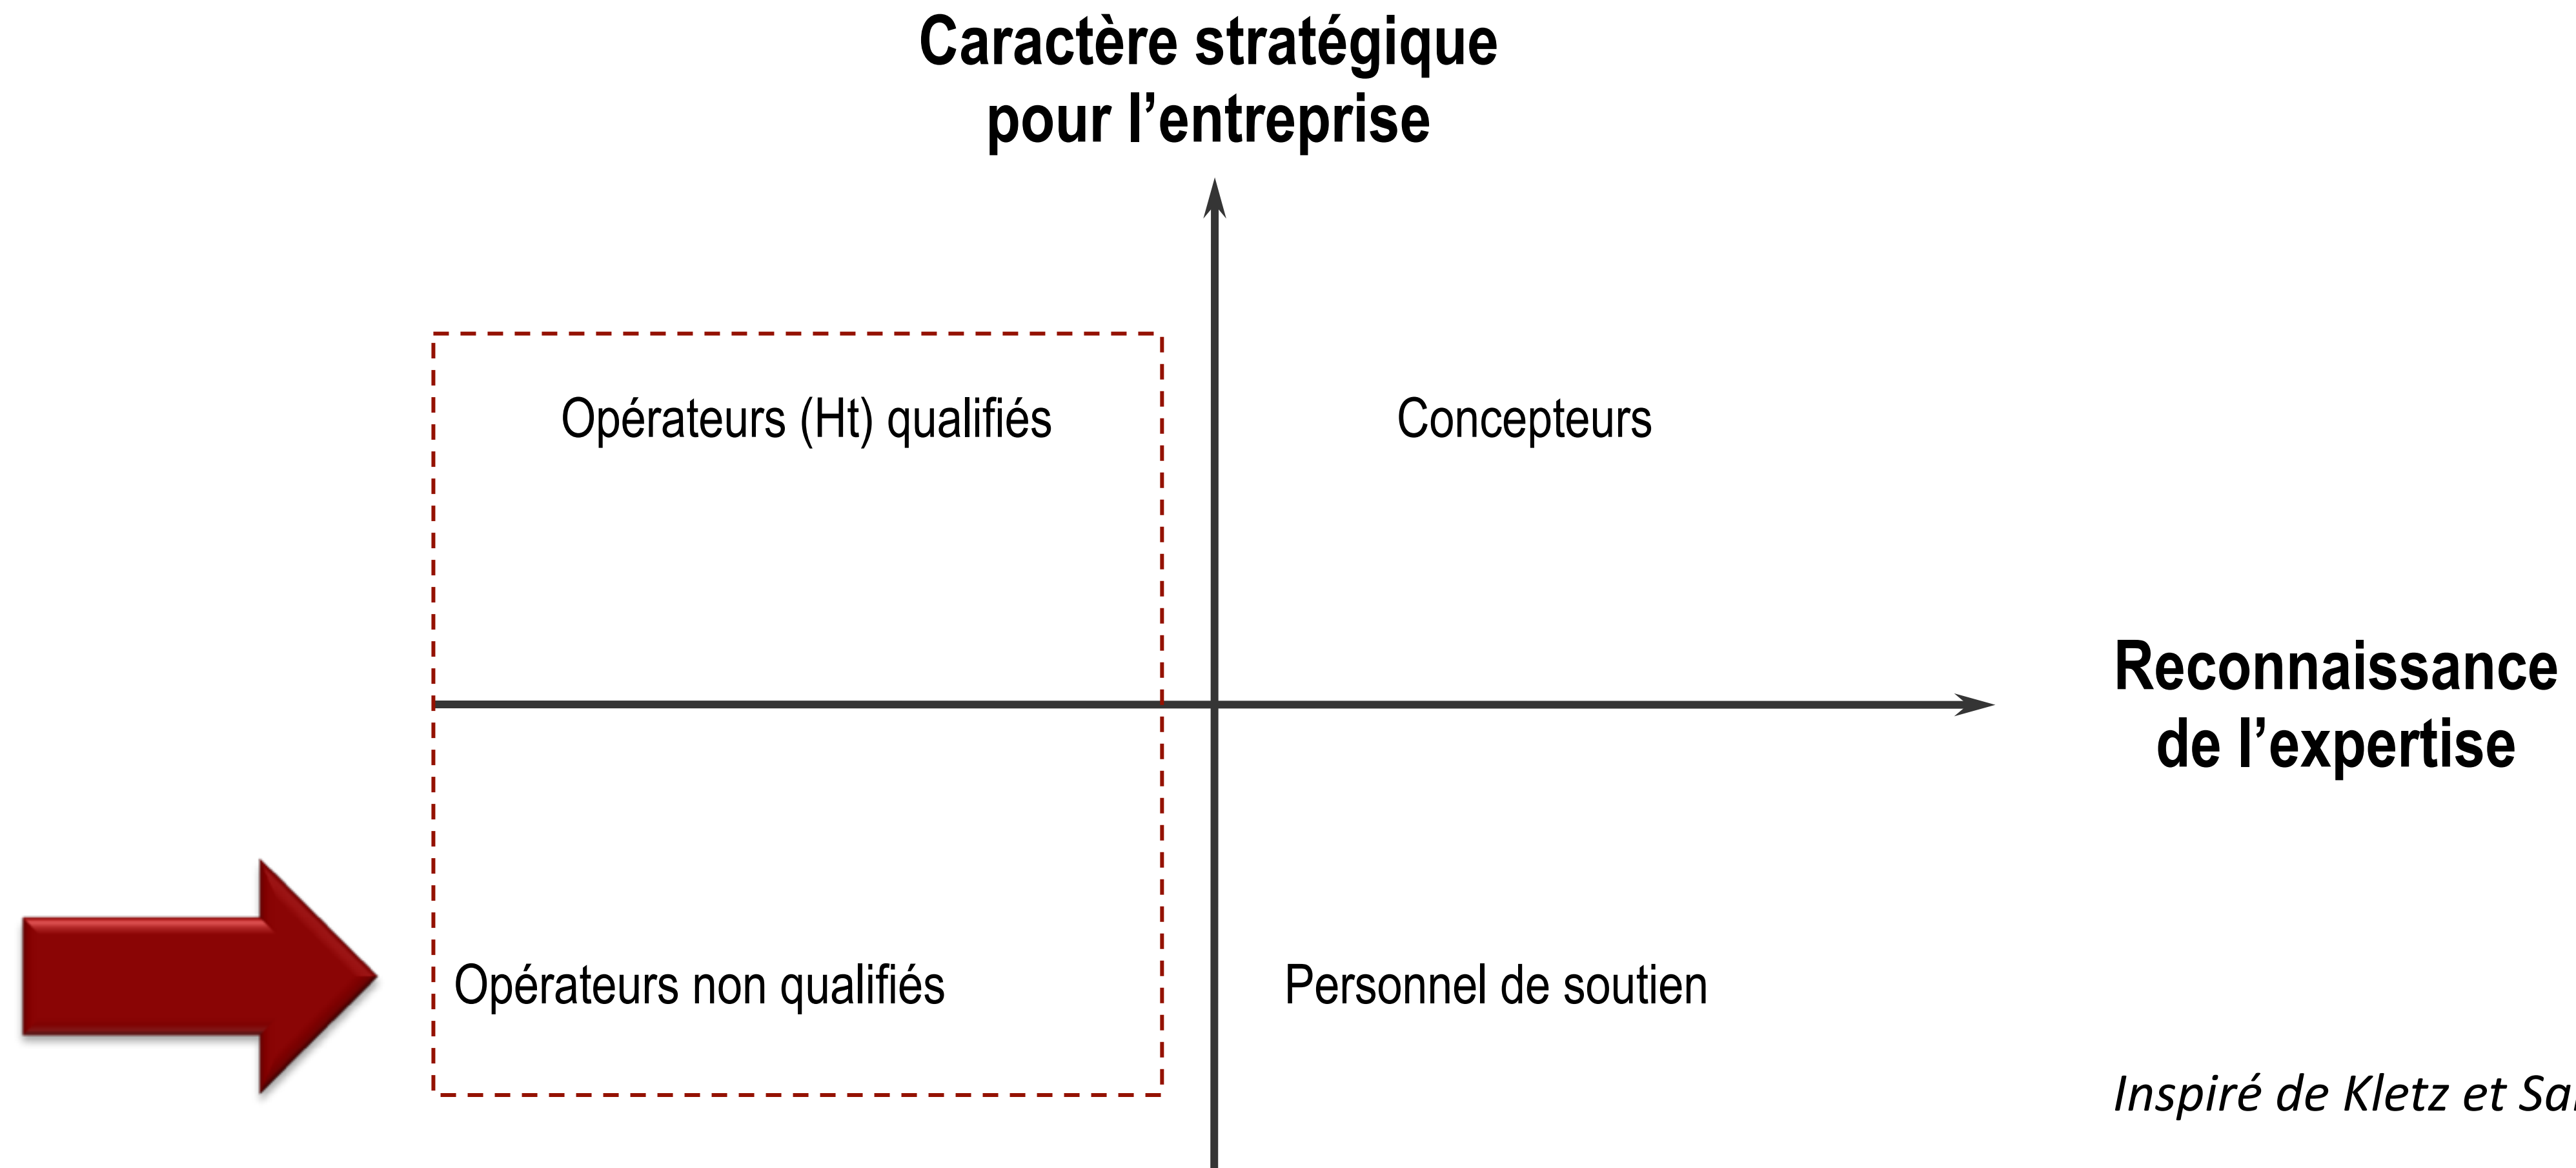 Caractère stratégique
pour l’entreprise
Opérateurs (Ht) qualifiés
Concepteurs
Reconnaissance
de l’expertise
Opérateurs non qualifiés
Personnel de soutien
Inspiré de Kletz et